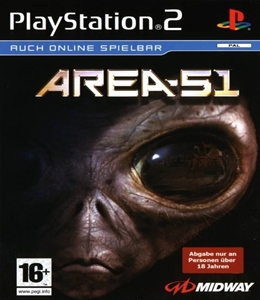 PlayStation®2
AUCH ONLINE SPIELBAR
PAL
AREA-51
16+
www.pegi.info
Abgabe nur an
Personen über
18 Jahren
MIDWAY